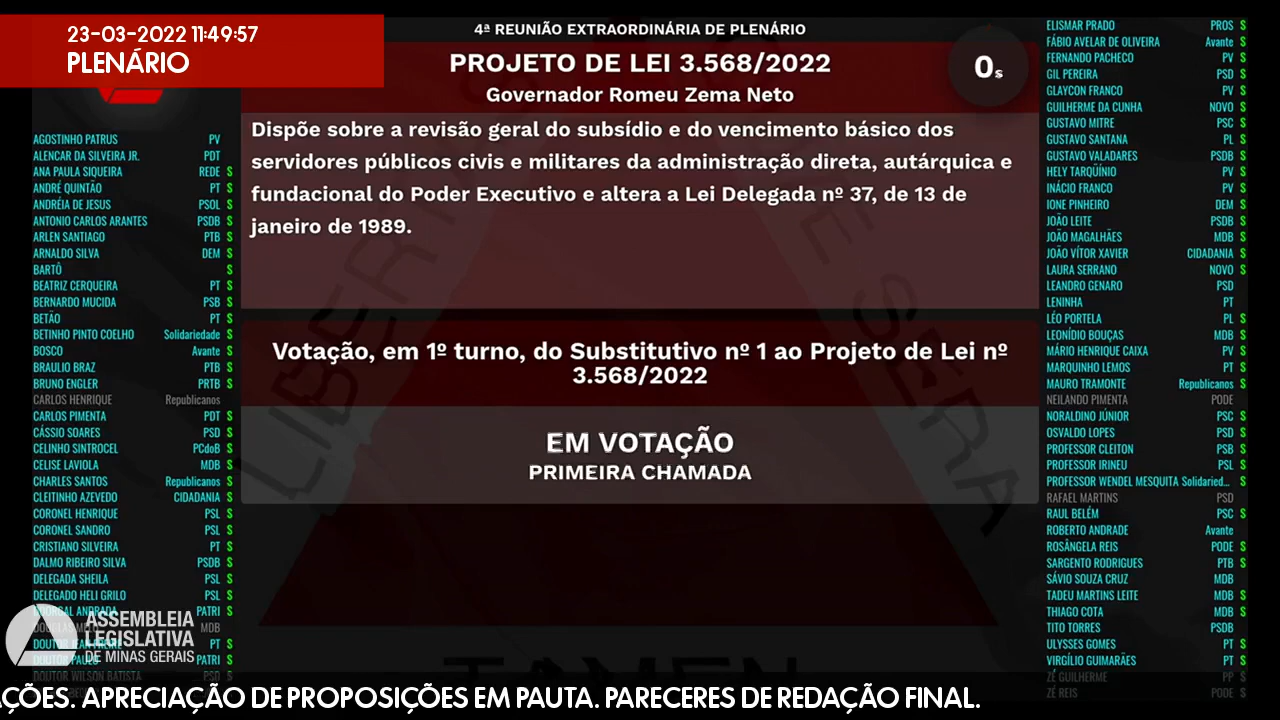 23-03-2022 11:49:57
PLENÁRIO
4ª REUNIÃO EXTRAORDINÁRIA DE PLENÁRIO
PROJETO DE LEI 3.568/2022
Governador Romeu Zema Neto
0s
Dispõe sobre a revisão geral do subsídio e do vencimento básico dos
servidores públicos civis e militares da administração direta, autárquica e
fundacional do Poder Executivo e altera a Lei Delegada nº 37, de 13 de
janeiro de 1989.
Votação, em 1º turno, do Substitutivo nº 1 ao Projeto de Lei nº
3.568/2022
EM VOTAÇÃO
PRIMEIRA CHAMADA
AGOSTINHO PATRUS PV
ALENCAR DA SILVEIRA JR. PDT
ANA PAULA SIQUEIRA REDE S
ANDRÉ QUINTÃO PT S
ANDRÉIA DE JESUS PSOL S
ANTONIO CARLOS ARANTES PSDB S
ARLEN SANTIAGO PTB S
ARNALDO SILVA DEM S
BARTÔ S
BEATRIZ CERQUEIRA PT S
BERNARDO MUCIDA PSB S
BETÃO PT S
BETINHO PINTO COELHO Solidariedade S
BOSCO Avante S
BRAULIO BRAZ PTB S
BRUNO ENGLER PRTB S
CARLOS HENRIQUE Republicanos
CARLOS PIMENTA PDT S
CÁSSIO SOARES PSD S
CELINHO SINTROCEL PCdoB S
CELISE LAVIOLA MDB S
CHARLES SANTOS Republicanos S
CLEITINHO AZEVEDO CIDADANIA S
CORONEL HENRIQUE PSL S
CORONEL SANDRO PSL S
CRISTIANO SILVEIRA PT S
DALMO RIBEIRO SILVA PSDB S
DELEGADA SHEILA PSL S
DELEGADO HELI GRILO PSL S
DOORGAL ANDRADA PATRI S
DOUGLAS MELO MDB
DOUTOR JEAN FREIRE PT S
DOUTOR PAULO PATRI S
DOUTOR WILSON BATISTA PSD S
ELISMAR PRADO PROS S
FÁBIO AVELAR DE OLIVEIRA Avante S
FERNANDO PACHECO PV S
GIL PEREIRA PSD S
GLAYCON FRANCO PV S
GUILHERME DA CUNHA NOVO S
GUSTAVO MITRE PSC S
GUSTAVO SANTANA PL S
GUSTAVO VALADARES PSDB S
HELY TARQÜÍNIO PV S
INÁCIO FRANCO PV S
IONE PINHEIRO DEM S
JOÃO LEITE PSDB S
JOÃO MAGALHÃES MDB S
JOÃO VÍTOR XAVIER CIDADANIA S
LAURA SERRANO NOVO S
LEANDRO GENARO PSD
LENINHA PT
LÉO PORTELA PL S
LEONÍDIO BOUÇAS MDB S
MÁRIO HENRIQUE CAIXA PV S
MARQUINHO LEMOS PT S
MAURO TRAMONTE Republicanos S
NEILANDO PIMENTA PODE
NORALDINO JÚNIOR PSC S
OSVALDO LOPES PSD S
PROFESSOR CLEITON PSB S
PROFESSOR IRINEU PSL S
PROFESSOR WENDEL MESQUITA Solidaried... S
RAFAEL MARTINS PSD
RAUL BELÉM PSC S
ROBERTO ANDRADE Avante
ROSÂNGELA REIS PODE S
SARGENTO RODRIGUES PTB S
SÁVIO SOUZA CRUZ MDB
TADEU MARTINS LEITE MDB S
THIAGO COTA MDB S
TITO TORRES PSDB
ULYSSES GOMES PT S
VIRGÍLIO GUIMARÃES PT S
ZÉ GUILHERME PP S
ZÉ REIS PODE S
ASSEMBLEIA
LEGISLATIVA
DE MINAS GERAIS
AÇÕES. APRECIAÇÃO DE PROPOSIÇÕES EM PAUTA. PARECERES DE REDAÇÃO FINAL.